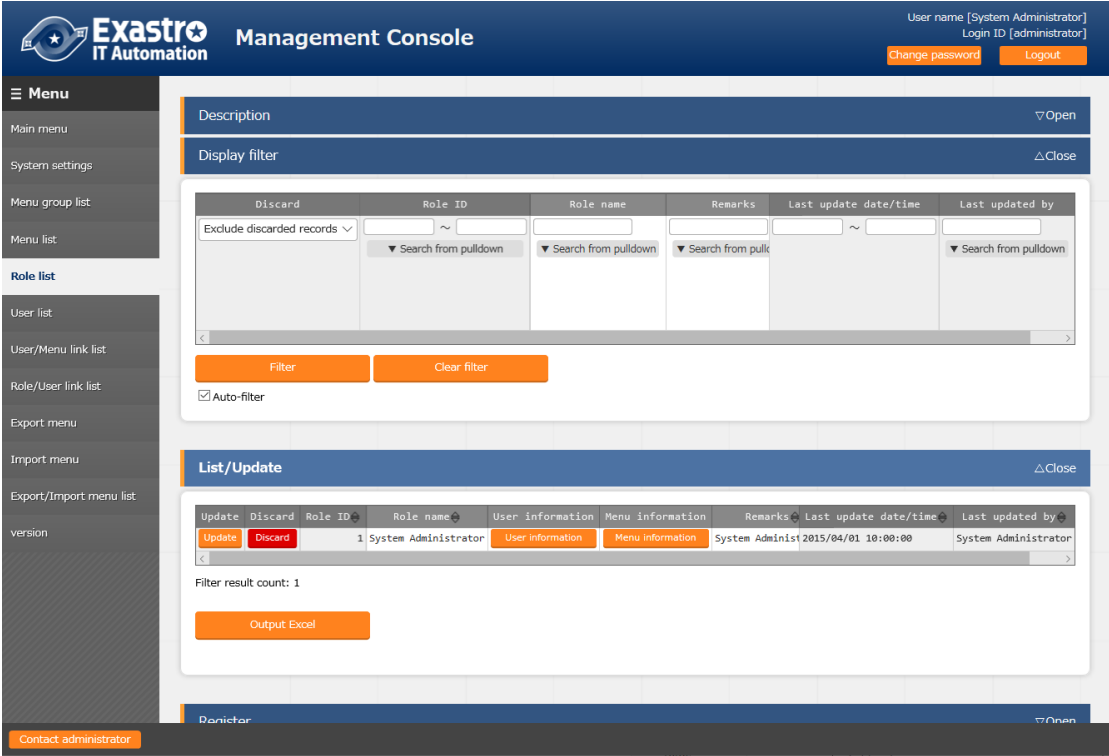 Exastro
IT Automation
Management Console
User name [System Administrator]
Login ID [administrator]
Change password
Logout
Menu
Main menu
System settings
Menu group list
Menu list
Role list
User list
User/Menu link list
Role/User link list
Export menu
Import menu
Export/Import menu list
version
Description
▽Open
Display filter
△Close
Discard Role ID Role name Remarks Last update date/time Last updated by
Exclude discarded records ~ ~
▼ Search from pulldown ▼ Search from pulldown ▼ Search from pulld ▼ Search from pulldown
Filter
Clear filter
Auto-filter
List/Update
△Close
Update Discard Role ID Role name User information Menu information Remarks Last update date/time Last updated by
Update Discard 1 System Administrator User information Menu information System Administ 2015/04/01 10:00:00 System Administrator
Filter result count: 1
Output Excel
Register
▽Open
Contact administrator